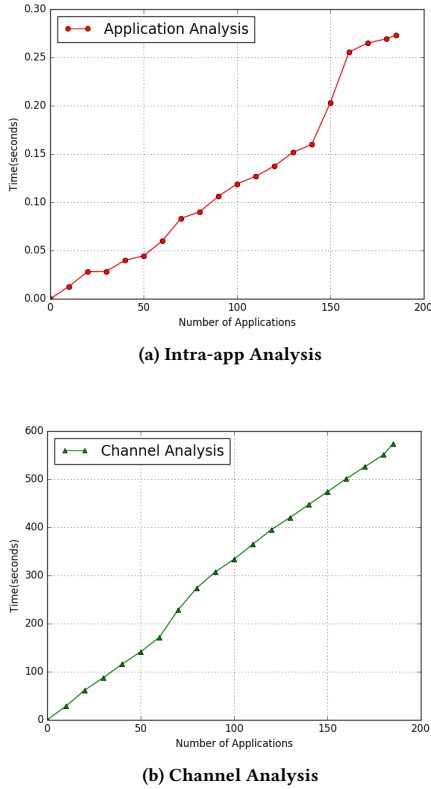 0.30
Application Analysis
0.25
0.20
0.15
0.10
0.05
0.00
Time(seconds)
0 50 100 150 200
Number of Applications
(a) Intra-app Analysis
600
Channel Analysis
500
400
300
200
100
0
Time(seconds)
0 50 100 150 200
Number of Applications
(b) Channel Analysis